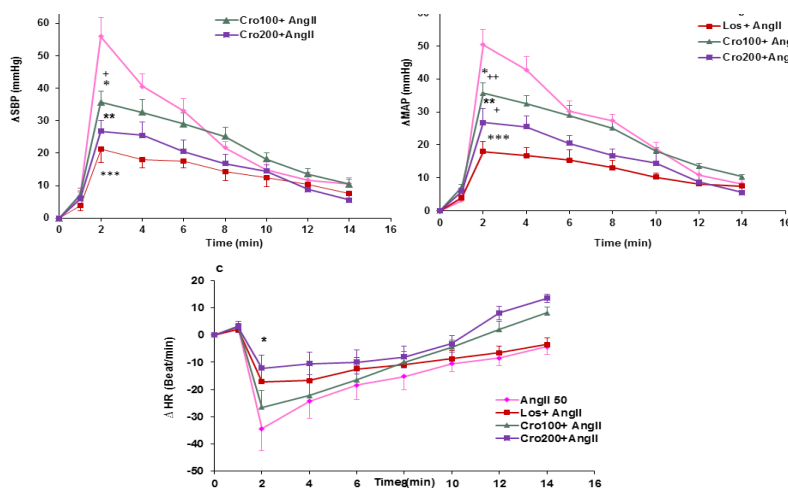 Cro100+ AngII
Cro200+AngII
ΔSBP (mmHg)
60
50
40
30
20
10
0
+
*
**
***
0 2 4 6 8 10 12 14 16
Time (min)
Los+ AngII
Cro100+ An
Cro200+Ang
ΔMAP (mmHg)
60
50
40
30
20
10
0
*++
**
+
***
0 2 4 6 8 10 12 14 16
Time (min)
C
Δ HR (Beat/min)
20
10
0
-10
-20
-30
-40
-50
*
AngII 50
Los+ AngII
Cro100+ AngII
Cro200+AngII
0 2 4 6 8 10 12 14 16
Time (min)